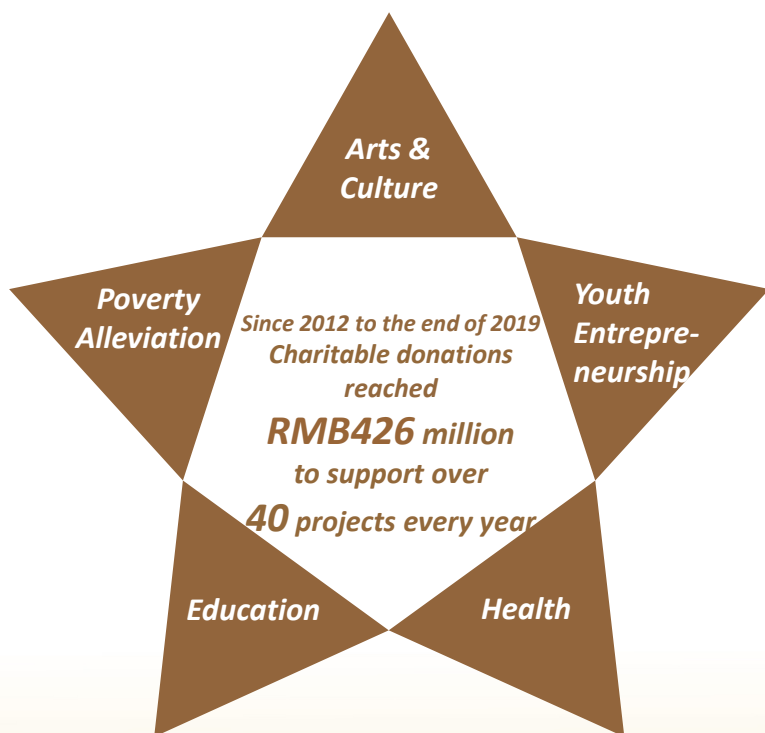 Arts &
Culture
Poverty
Alleviation
Youth
Entrepre-
neurship
Since 2012 to the end of 2019
Charitable donations
reached
RMB426 million
to support over
40 projects every year
Education
Health